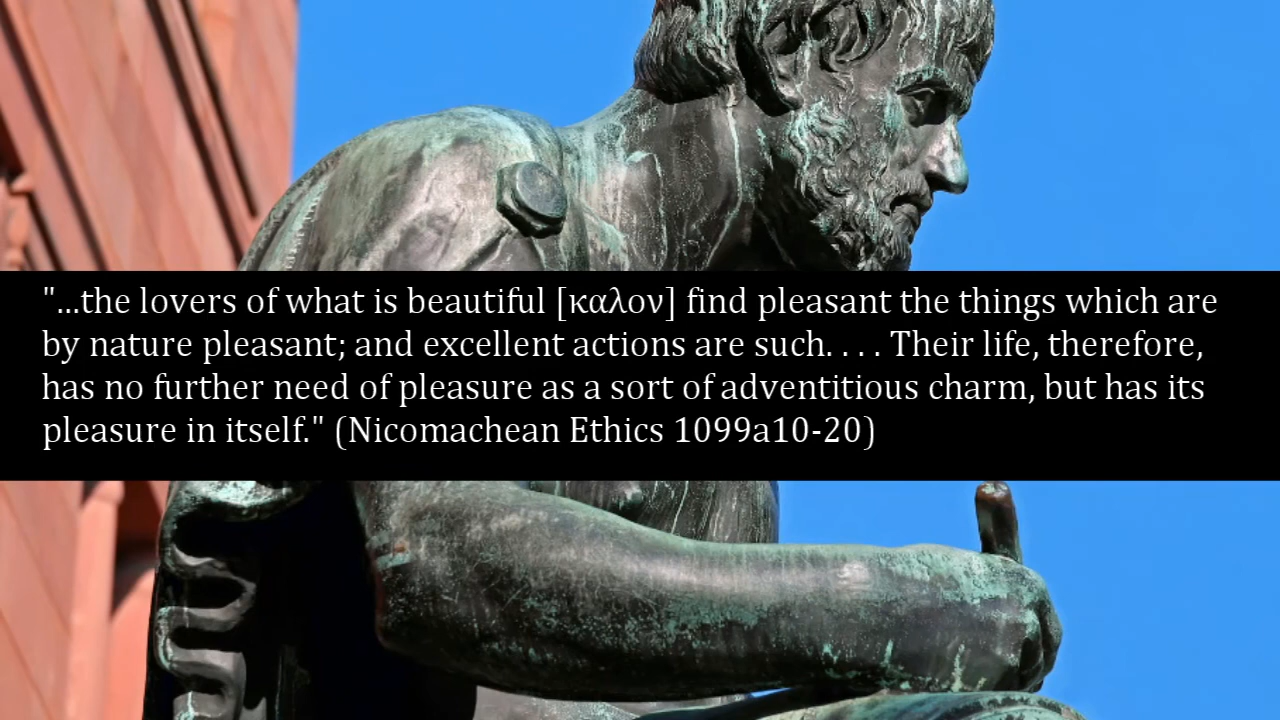 "...the lovers of what is beautiful [καλον] find pleasant the things which are
by nature pleasant; and excellent actions are such. . . . Their life, therefore,
has no further need of pleasure as a sort of adventitious charm, but has its
pleasure in itself." (Nicomachean Ethics 1099a10-20)